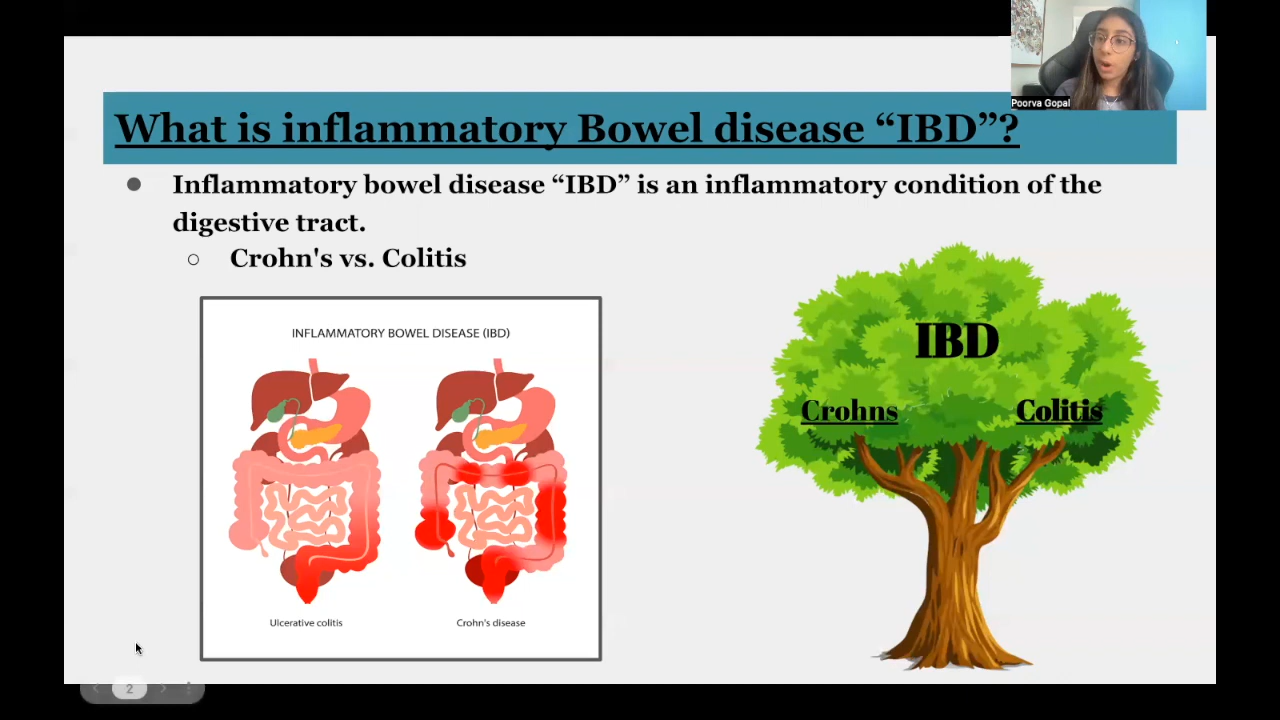 Poorva Gopal
What is inflammatory Bowel disease “IBD”?
Inflammatory bowel disease “IBD” is an inflammatory condition of the
digestive tract.
Crohn's vs. Colitis
INFLAMMATORY BOWEL DISEASE (IBD)
Ulcerative colitis
Crohn's disease
IBD
Crohns
Colitis
2